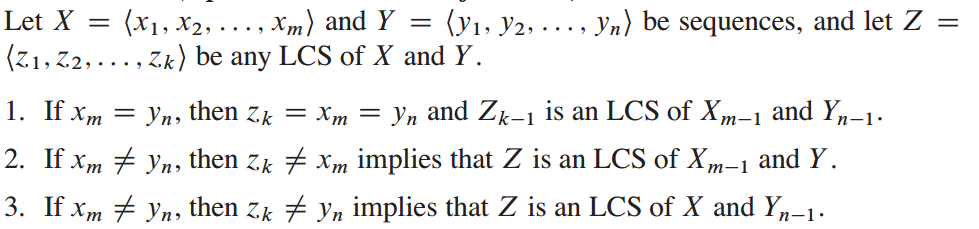 Let X = ⟨x₁, x₂, . . . , xₘ⟩ and Y = ⟨y₁, y₂, . . . , yₙ⟩ be sequences, and let Z =
⟨z₁, z₂, . . . , zₖ⟩ be any LCS of X and Y.
1. If xₘ = yₙ, then zₖ = xₘ = yₙ and Zₖ₋₁ is an LCS of Xₘ₋₁ and Yₙ₋₁.
2. If xₘ ≠ yₙ, then zₖ ≠ xₘ implies that Z is an LCS of Xₘ₋₁ and Y.
3. If xₘ ≠ yₙ, then zₖ ≠ yₙ implies that Z is an LCS of X and Yₙ₋₁.